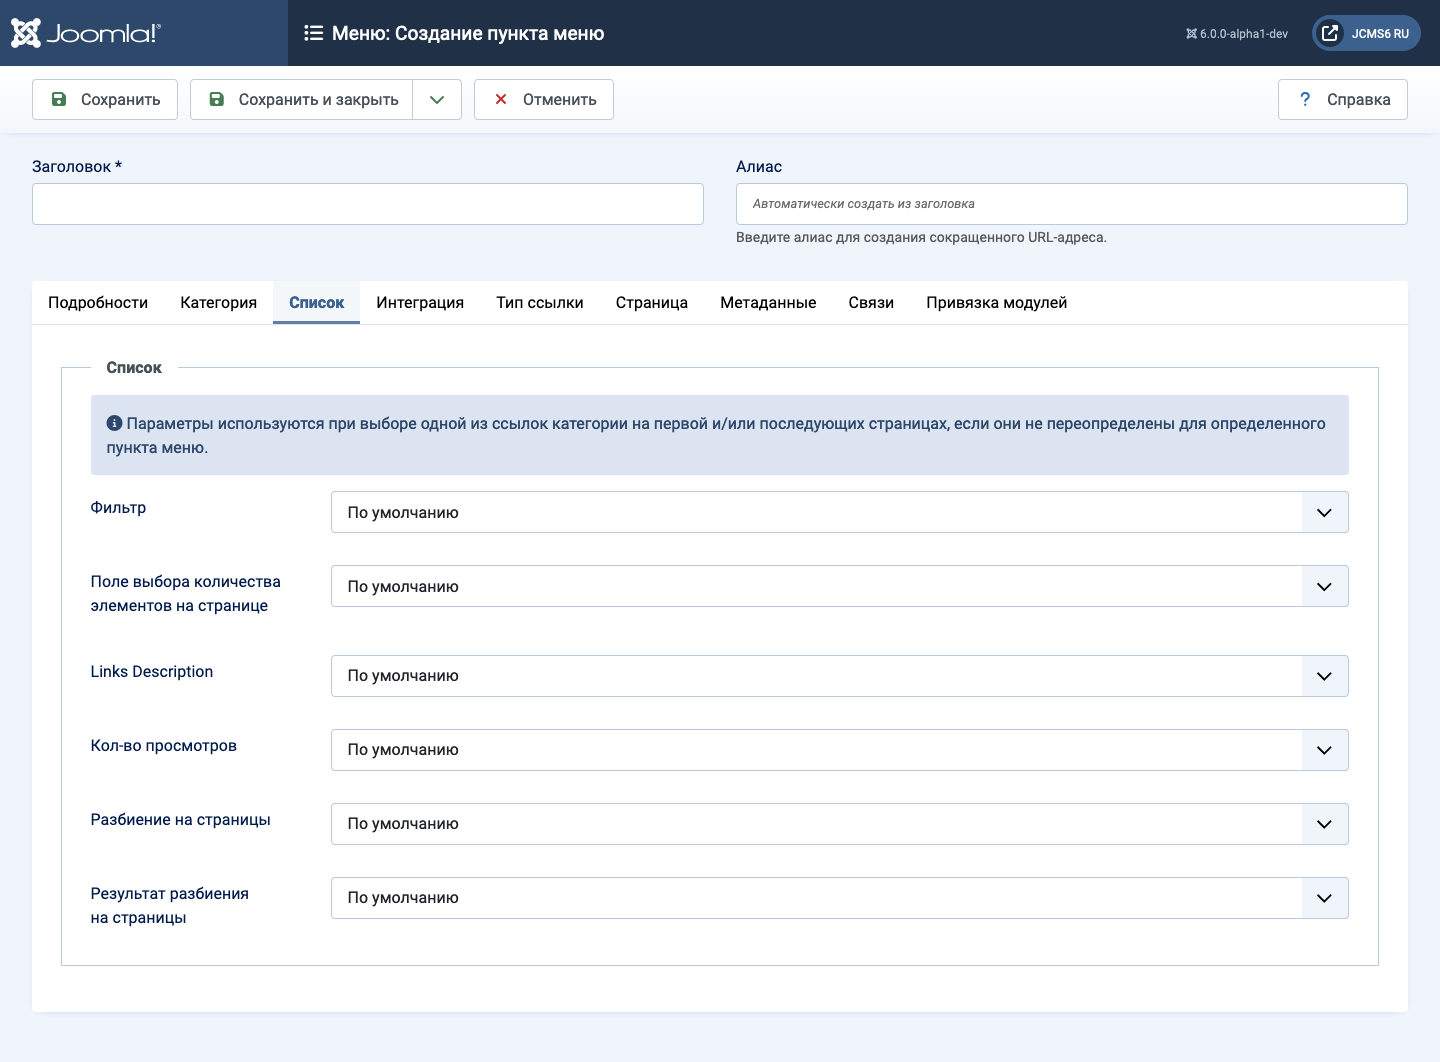 Joomla!®
Меню: Создание пункта меню
6.0.0-alpha1-dev
JCMS6 RU
Сохранить
Сохранить и закрыть
Отменить
? Справка
Заголовок *
Алиас
Автоматически создать из заголовка
Введите алиас для создания сокращенного URL-адреса.
Подробности Категория Список Интеграция Тип ссылки Страница Метаданные Связи Привязка модулей
Список
Параметры используются при выборе одной из ссылок категории на первой и/или последующих страницах, если они не переопределены для определенного
пункта меню.
Фильтр
По умолчанию
Поле выбора количества
элементов на странице
По умолчанию
Links Description
По умолчанию
Кол-во просмотров
По умолчанию
Разбиение на страницы
По умолчанию
Результат разбиения
на страницы
По умолчанию